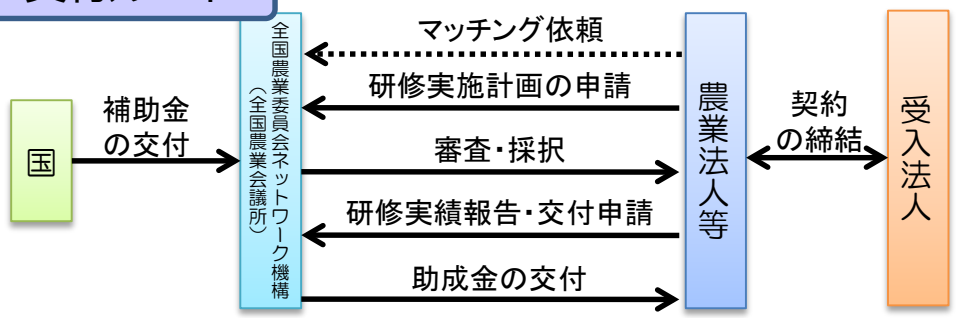 国
補助金
の交付
全国農業委員会ネットワーク機構
（全国農業会議所）
マッチング依頼
研修実施計画の申請
審査・採択
研修実績報告・交付申請
助成金の交付
農業法人等
契約
の締結
受入法人